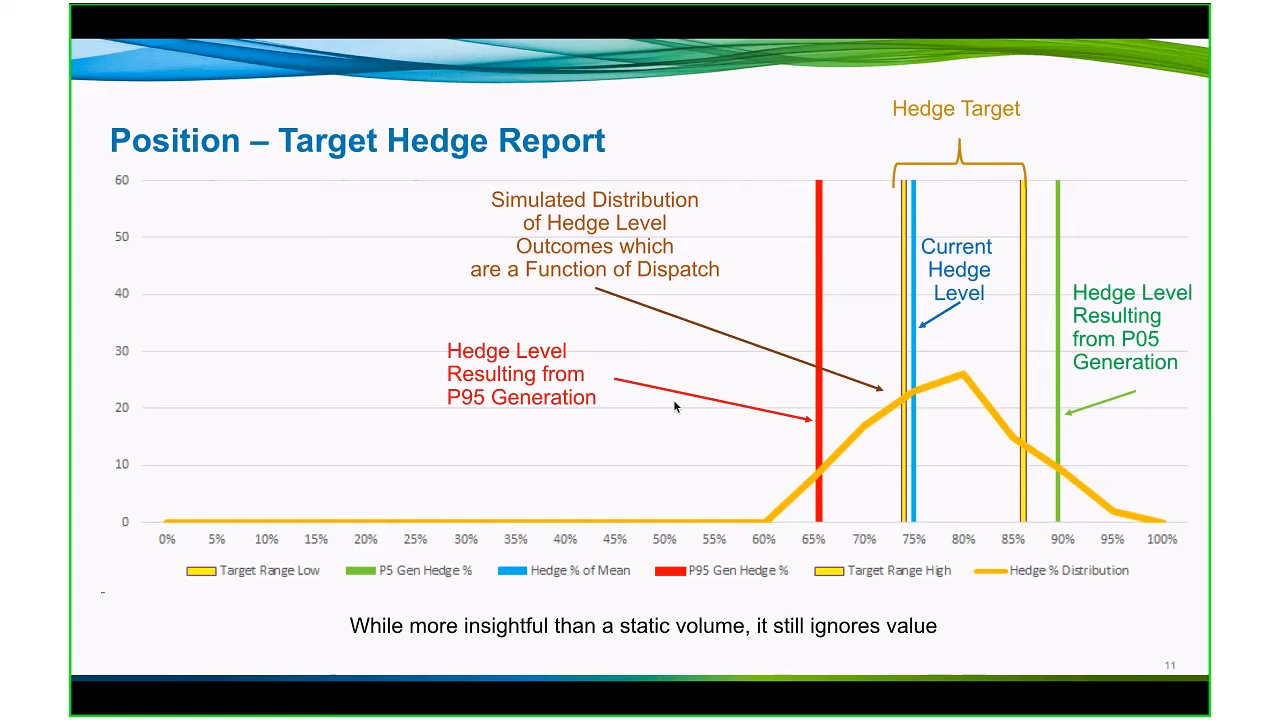 Hedge Target
Position – Target Hedge Report
60
50
40
30
20
10
0
Simulated Distribution
of Hedge Level
Outcomes which
are a Function of Dispatch
Current
Hedge
Level
Hedge Level
Resulting
from P05
Generation
Hedge Level
Resulting from
P95 Generation
0% 5% 10% 15% 20% 25% 30% 35% 40% 45% 50% 55% 60% 65% 70% 75% 80% 85% 90% 95% 100%
Target Range Low P5 Gen Hedge % Hedge % of Mean P95 Gen Hedge % Target Range High Hedge % Distribution
While more insightful than a static volume, it still ignores value
11